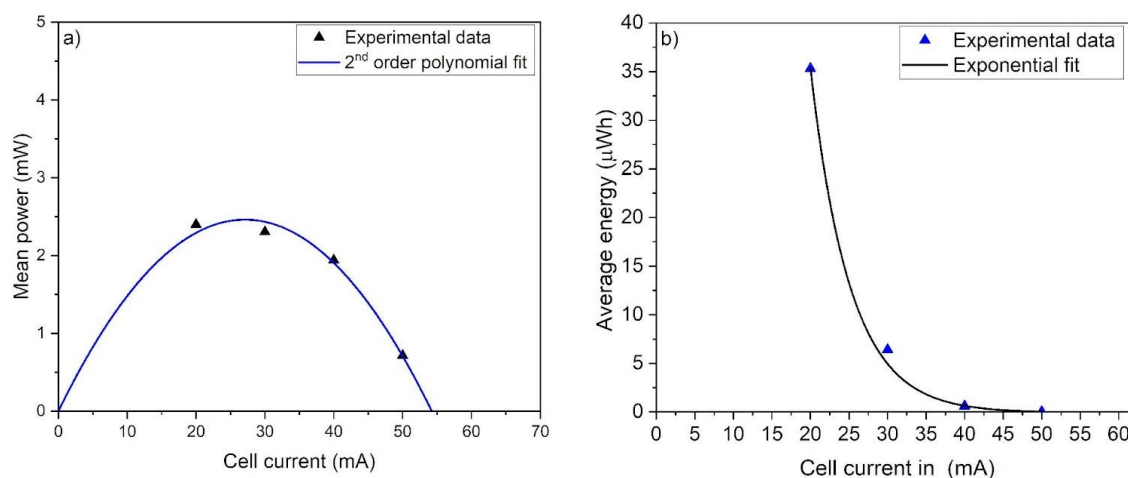 a)
Experimental data
2nd order polynomial fit
5
4
3
2
1
0
Mean power (mW)
0 10 20 30 40 50 60 70
Cell current (mA)
b)
Experimental data
Exponential fit
40
35
30
25
20
15
10
5
0
Average energy (μWh)
0 5 10 15 20 25 30 35 40 45 50 55 60
Cell current in (mA)